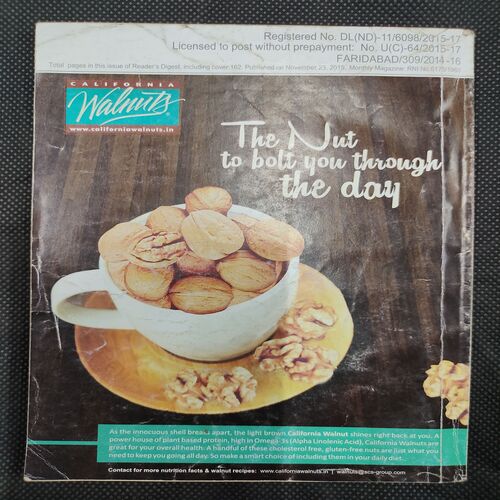 Registered No. DL(ND)-11/6098/2015-17
Licensed to post without prepayment: No. U(C)-64/2015-17
FARIDABAD/309/2014-16
Total pages in this issue of Reader's Digest, including cover:162. Published on November 23, 2015. Monthly Magazine: RNI No
CALIFORNIA
Walnuts
www.californiawalnuts.in
The Nut
to bolt you through
the day
As the innocuous shell breaks apart, the light brown California Walnut shines right back at you. A
power house of plant based protein, high in Omega-3s (Alpha Linolenic Acid), California Walnuts are
great for your overall health. A handful of these cholesterol free, gluten-free nuts are just what you
need to keep you going all day. So make a smart choice of including them in your daily diet.
Contact for more nutrition facts & walnut recipes: www.californiawalnuts.in | walnuts@scs-group.com